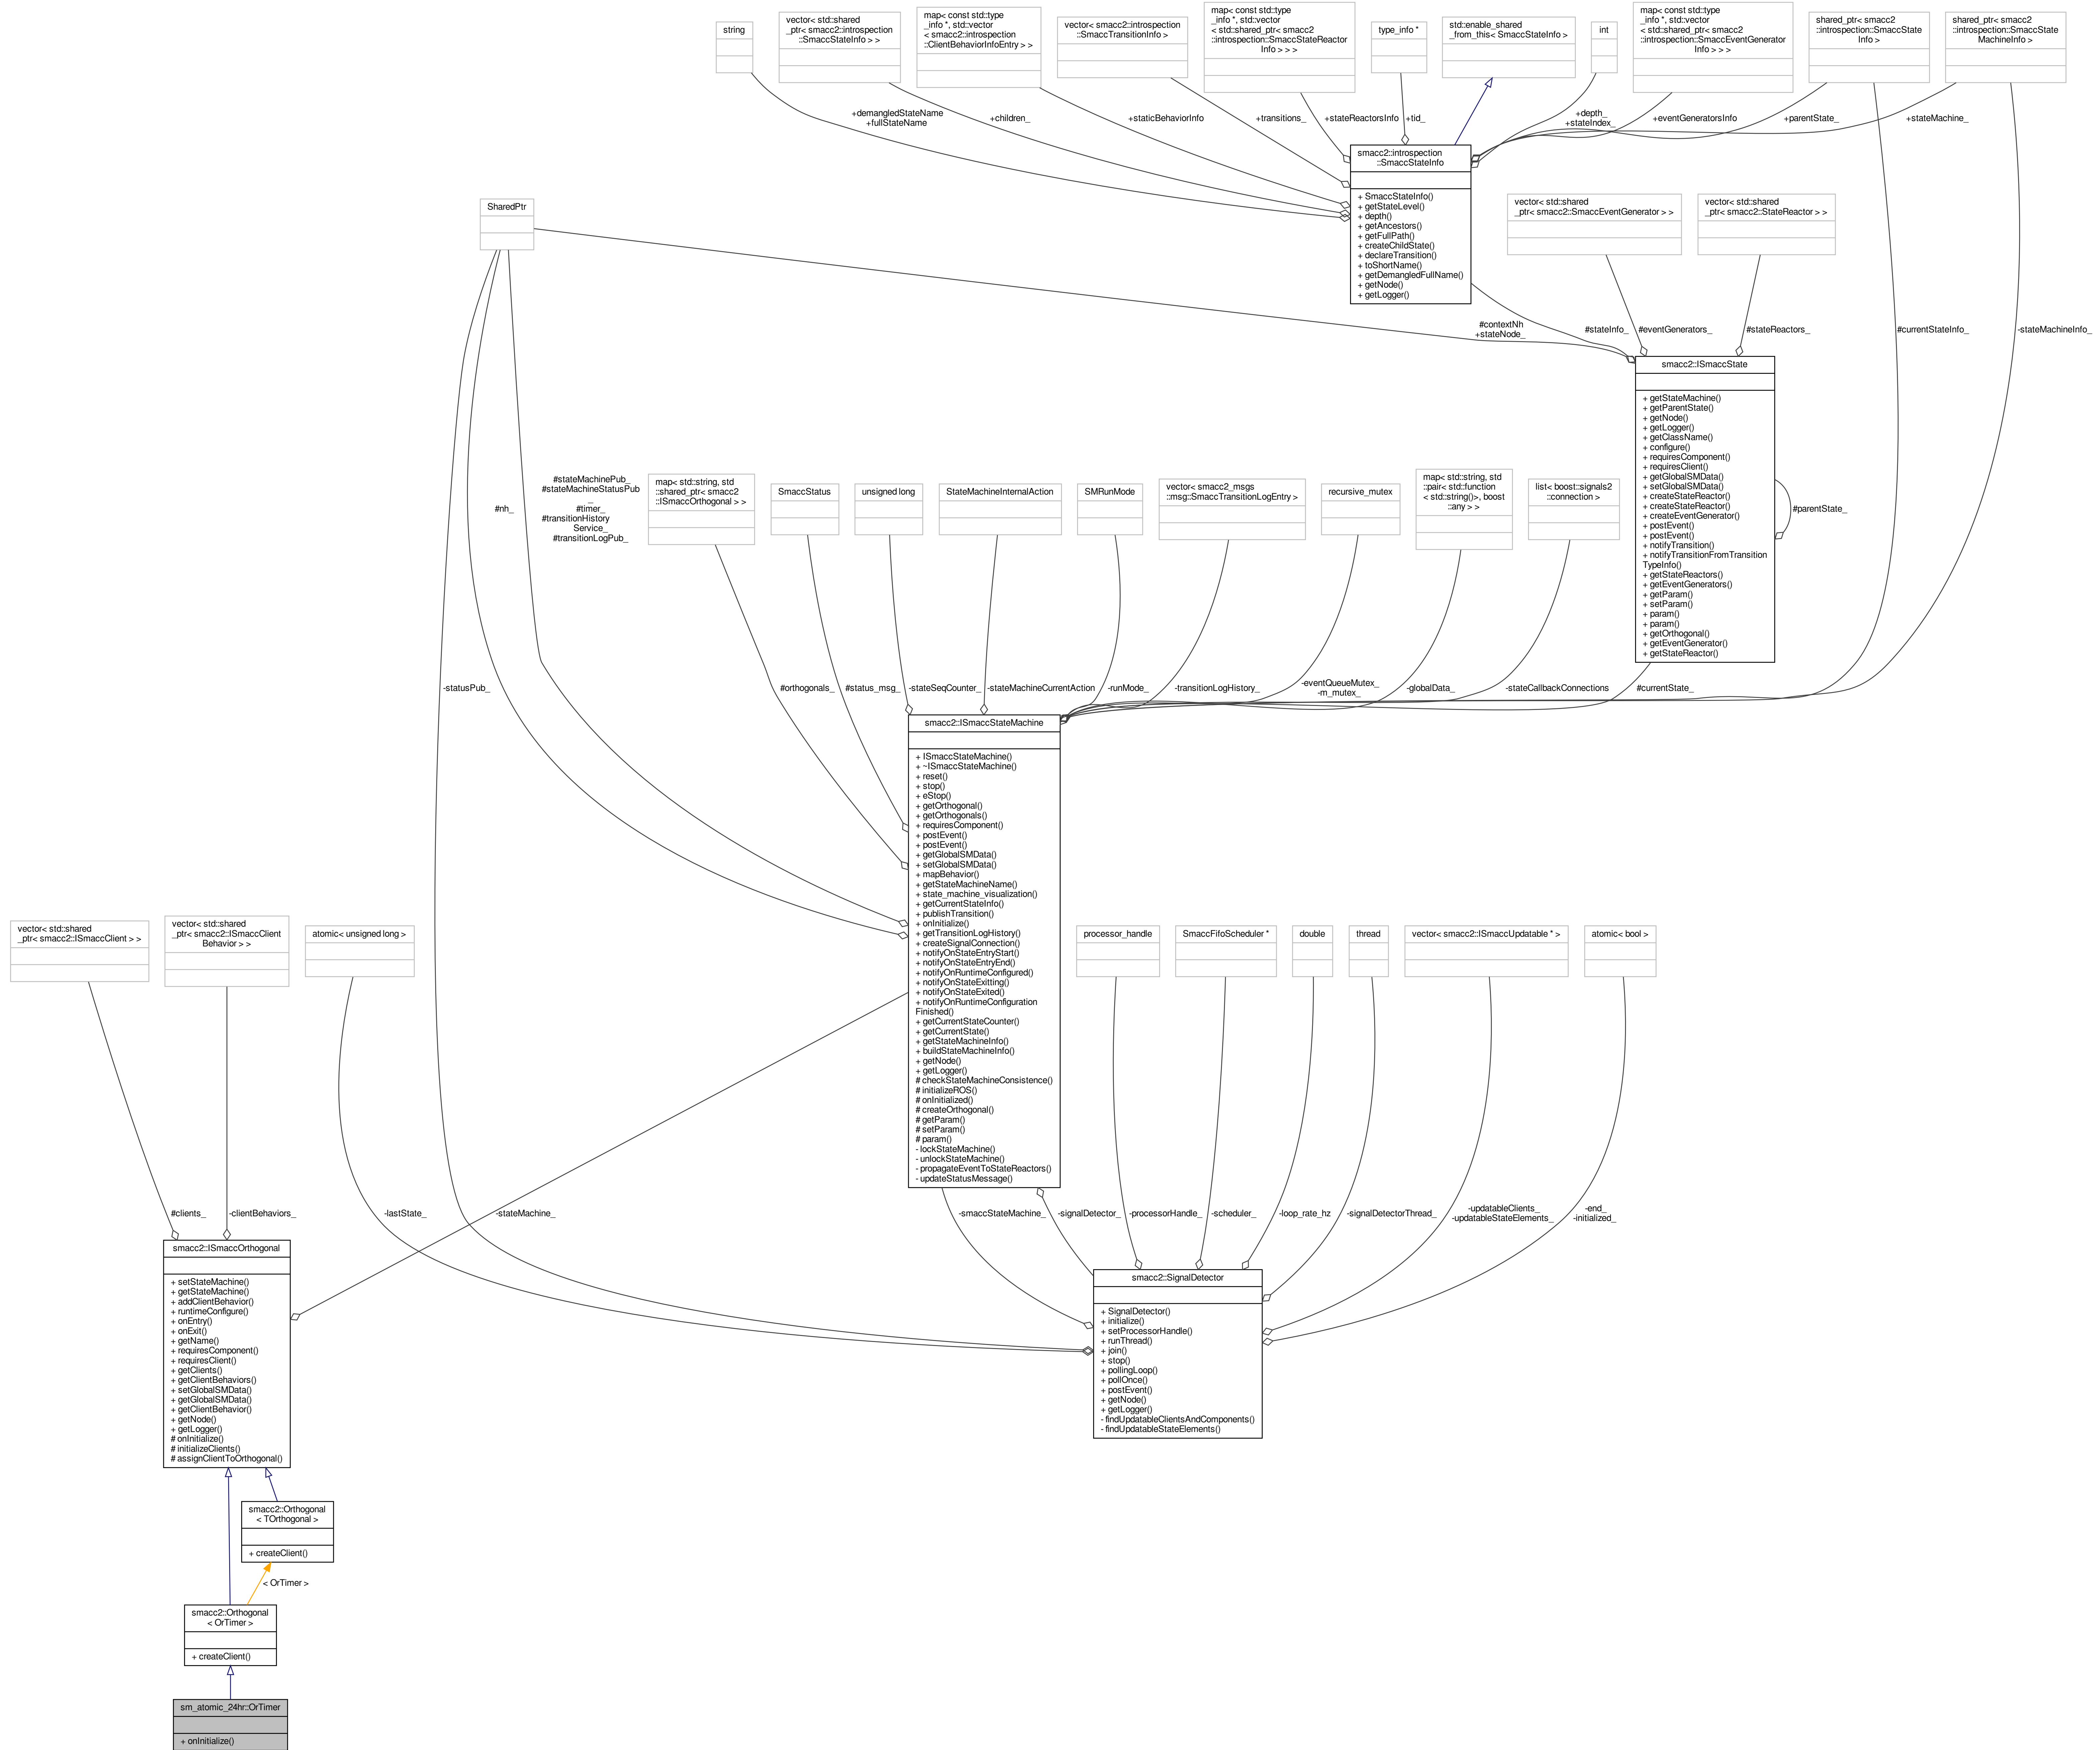 string
vector< std::shared
_ptr< smacc2::introspection
::SmaccStateInfo > >
map< const std::type
_info *, std::vector
< smacc2::introspection
::ClientBehaviorInfoEntry > >
vector< smacc2::introspection
::SmaccTransitionInfo >
map< const std::type
_info *, std::vector
< std::shared_ptr< smacc2
::introspection::SmaccStateReactor
Info > > >
type_info *
std::enable_shared
_from_this< SmaccStateInfo >
int
map< const std::type
_info *, std::vector
< std::shared_ptr< smacc2
::introspection::SmaccEventGenerator
Info > > >
shared_ptr< smacc2
::introspection::SmaccState
Info >
shared_ptr< smacc2
::introspection::SmaccState
MachineInfo >
+demangledStateName
+fullStateName
+children_
+staticBehaviorInfo
+transitions_
+stateReactorsInfo
+tid_
+depth_
+stateIndex_
+eventGeneratorsInfo
+parentState_
+stateMachine_
smacc2::introspection
::SmaccStateInfo
+ SmaccStateInfo()
+ getStateLevel()
+ depth()
+ getAncestors()
+ getFullPath()
+ createChildState()
+ declareTransition()
+ toShortName()
+ getDemangledFullName()
+ getNode()
+ getLogger()
SharedPtr
vector< std::shared
_ptr< smacc2::SmaccEventGenerator > >
vector< std::shared
_ptr< smacc2::StateReactor > >
#contextNh
+stateNode_
#stateInfo_
#eventGenerators_
#stateReactors_
#currentStateInfo_
-stateMachineInfo_
smacc2::ISmaccState
+ getStateMachine()
+ getParentState()
+ getNode()
+ getLogger()
+ getClassName()
+ configure()
+ requiresComponent()
+ requiresClient()
+ getGlobalSMData()
+ setGlobalSMData()
+ createStateReactor()
+ createStateReactor()
+ createEventGenerator()
+ postEvent()
+ postEvent()
+ notifyTransition()
+ notifyTransitionFromTransition
TypeInfo()
+ getStateReactors()
+ getEventGenerators()
+ getParam()
+ setParam()
+ param()
+ param()
+ getOrthogonal()
+ getEventGenerator()
+ getStateReactor()
#parentState_
#nh_
#stateMachinePub_
#stateMachineStatusPub
_
#timer_
#transitionHistory
Service_
#transitionLogPub_
map< std::string, std
::shared_ptr< smacc2
::ISmaccOrthogonal > >
SmaccStatus
unsigned long
StateMachineInternalAction
SMRunMode
vector< smacc2_msgs
::msg::SmaccTransitionLogEntry >
recursive_mutex
map< std::string, std
::pair< std::function
< std::string()>, boost
::any > >
list< boost::signals2
::connection >
-statusPub_
#orthogonals_
#status_msg_
-stateSeqCounter_
-stateMachineCurrentAction
-runMode_
-transitionLogHistory_
-eventQueueMutex_
-m_mutex_
-globalData_
-stateCallbackConnections
#currentState_
smacc2::ISmaccStateMachine
+ ISmaccStateMachine()
+ ~ISmaccStateMachine()
+ reset()
+ stop()
+ eStop()
+ getOrthogonal()
+ getOrthogonals()
+ requiresComponent()
+ postEvent()
+ postEvent()
+ getGlobalSMData()
+ setGlobalSMData()
+ mapBehavior()
+ getStateMachineName()
+ state_machine_visualization()
+ getCurrentStateInfo()
+ publishTransition()
+ onInitialize()
+ getTransitionLogHistory()
+ createSignalConnection()
+ notifyOnStateEntryStart()
+ notifyOnStateEntryEnd()
+ notifyOnRuntimeConfigured()
+ notifyOnStateExitting()
+ notifyOnStateExited()
+ notifyOnRuntimeConfiguration
Finished()
+ getCurrentStateCounter()
+ getCurrentState()
+ getStateMachineInfo()
+ buildStateMachineInfo()
+ getNode()
+ getLogger()
# checkStateMachineConsistence()
# initializeROS()
# onInitialized()
# createOrthogonal()
# getParam()
# setParam()
# param()
- lockStateMachine()
- unlockStateMachine()
- propagateEventToStateReactors()
- updateStatusMessage()
vector< std::shared
_ptr< smacc2::ISmaccClient > >
vector< std::shared
_ptr< smacc2::ISmaccClient
Behavior > >
atomic< unsigned long >
processor_handle
SmaccFifoScheduler *
double
thread
vector< smacc2::ISmaccUpdatable * >
atomic< bool >
#clients_
-clientBehaviors_
-lastState_
-stateMachine_
-smaccStateMachine_
-signalDetector_
-processorHandle_
-scheduler_
-loop_rate_hz
-signalDetectorThread_
-updatableClients_
-updatableStateElements_
-end_
-initialized_
smacc2::ISmaccOrthogonal
+ setStateMachine()
+ getStateMachine()
+ addClientBehavior()
+ runtimeConfigure()
+ onEntry()
+ onExit()
+ getName()
+ requiresComponent()
+ requiresClient()
+ getClients()
+ getClientBehaviors()
+ setGlobalSMData()
+ getGlobalSMData()
+ getClientBehavior()
+ getNode()
+ getLogger()
# onInitialize()
# initializeClients()
# assignClientToOrthogonal()
smacc2::SignalDetector
+ SignalDetector()
+ initialize()
+ setProcessorHandle()
+ runThread()
+ join()
+ stop()
+ pollingLoop()
+ pollOnce()
+ postEvent()
+ getNode()
+ getLogger()
- findUpdatableClientsAndComponents()
- findUpdatableStateElements()
smacc2::Orthogonal
< TOrthogonal >
+ createClient()
< OrTimer >
smacc2::Orthogonal
< OrTimer >
+ createClient()
sm_atomic_24hr::OrTimer
+ onInitialize()